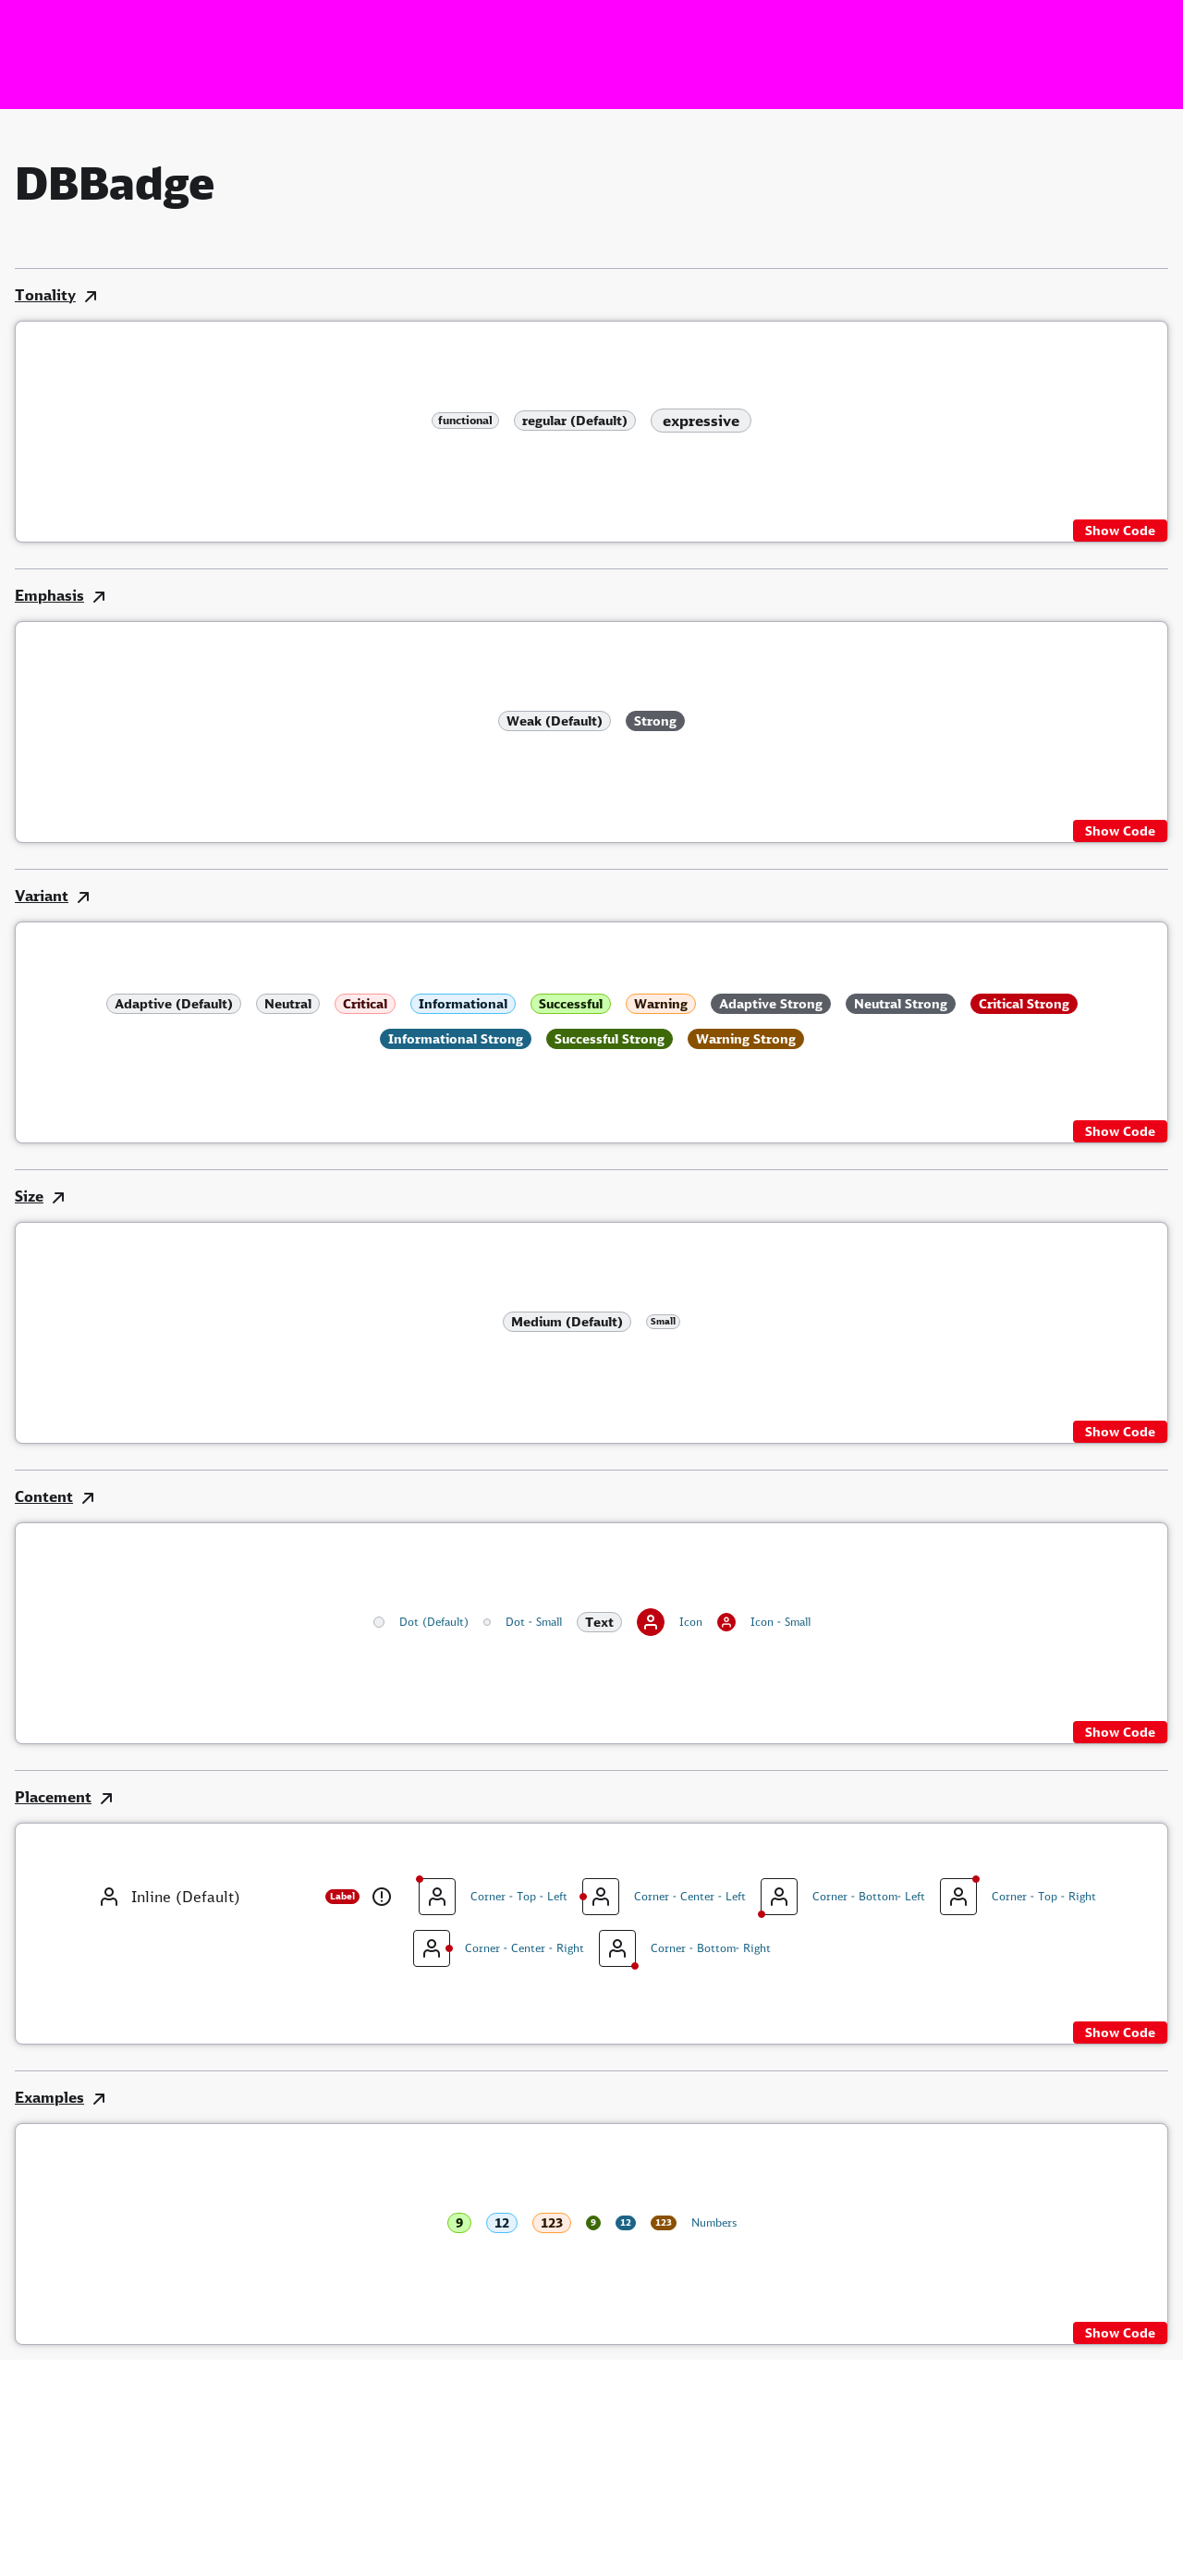 DBBadge
Tonality
functional regular (Default) expressive
Show Code
Emphasis
Weak (Default) Strong
Show Code
Variant
Adaptive (Default) Neutral Critical Informational Successful Warning Adaptive Strong Neutral Strong Critical Strong
Informational Strong Successful Strong Warning Strong
Show Code
Size
Medium (Default) Small
Show Code
Content
Dot (Default) Dot - Small Text Icon Icon - Small
Show Code
Placement
Inline (Default) Label Corner - Top - Left Corner - Center - Left Corner - Bottom- Left Corner - Top - Right
Corner - Center - Right Corner - Bottom- Right
Show Code
Examples
9 12 123 9 12 123 Numbers
Show Code